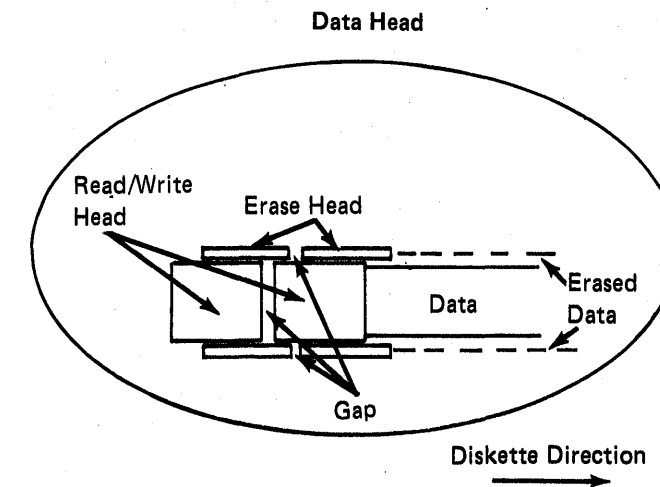 Data Head
Read/Write
Head
Erase Head
Erased
Data
Data
Gap
Diskette Direction